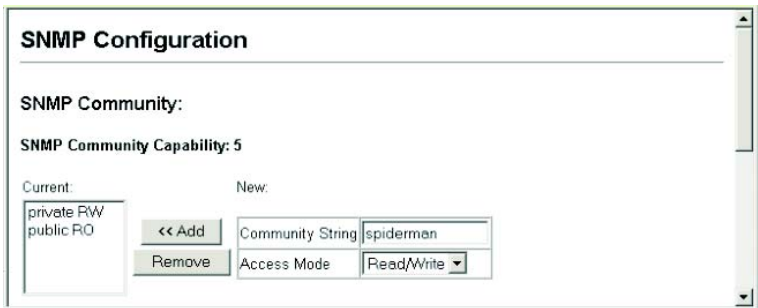 SNMP Configuration
SNMP Community:
SNMP Community Capability: 5
Current:
New:
private RW
public RO
<< Add
Remove
Community String
spiderman
Access Mode
Read/Write